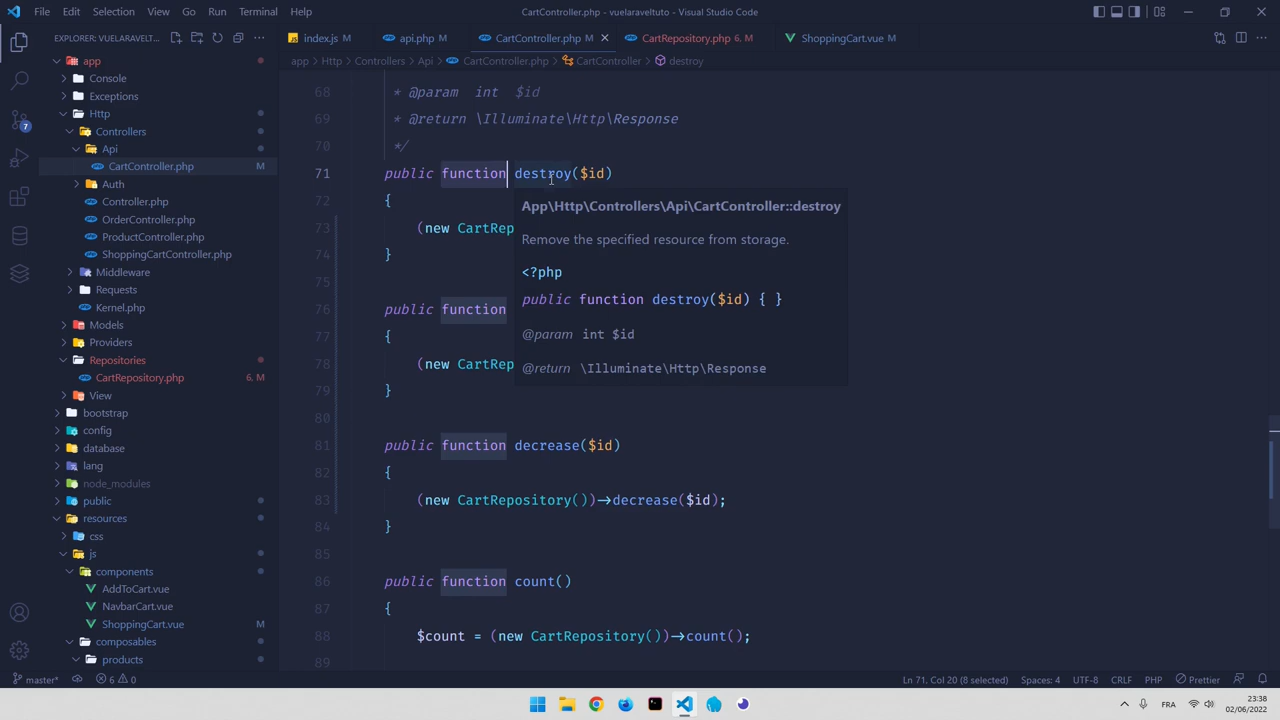 File Edit Selection View Go Run Terminal Help
CartController.php - vuelaraveltuto - Visual Studio Code
EXPLORER: VUELARAVELT...
index.js M
api.php M
CartController.php M
CartRepository.php 6, M
ShoppingCart.vue M
app > Http > Controllers > Api > CartController.php > CartController > destroy
app
Console
Exceptions
Http
Controllers
Api
CartController.php M
Auth
Controller.php
OrderController.php
ProductController.php
ShoppingCartController.php
Middleware
Requests
Kernel.php
Models
Providers
Repositories
CartRepository.php 6, M
View
bootstrap
config
database
lang
node_modules
public
resources
css
js
components
AddToCart.vue
NavbarCart.vue
ShoppingCart.vue M
composables
products
7
68 * @param int $id
69 * @return \Illuminate\Http\Response
70 */
71 public function destroy($id)
72 {
73 (new CartRep
74 }
75
76 public function
77 {
78 (new CartRep
79 }
80
81 public function decrease($id)
82 {
83 (new CartRepository())->decrease($id);
84 }
85
86 public function count()
87 {
88 $count = (new CartRepository())->count();
89
App\Http\Controllers\Api\CartController::destroy
Remove the specified resource from storage.
<?php
public function destroy($id) { }
@param int $id
@return \Illuminate\Http\Response
master* 6 0
Ln 71, Col 20 (8 selected) Spaces: 4 UTF-8 CRLF PHP Prettier
FRA 23:38
02/06/2022